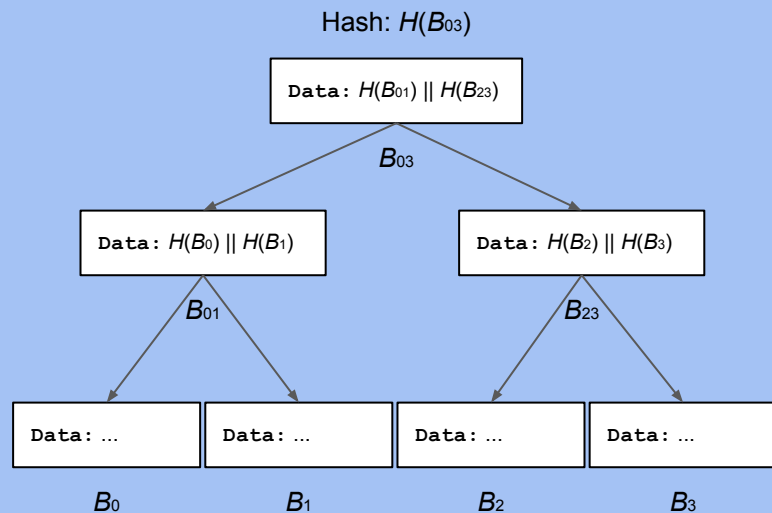 Hash: H(B03)
Data: H(B01) || H(B23)
B03
Data: H(B0) || H(B1)
Data: H(B2) || H(B3)
B01
B23
Data: ...
Data: ...
Data: ...
Data: ...
B0
B1
B2
B3